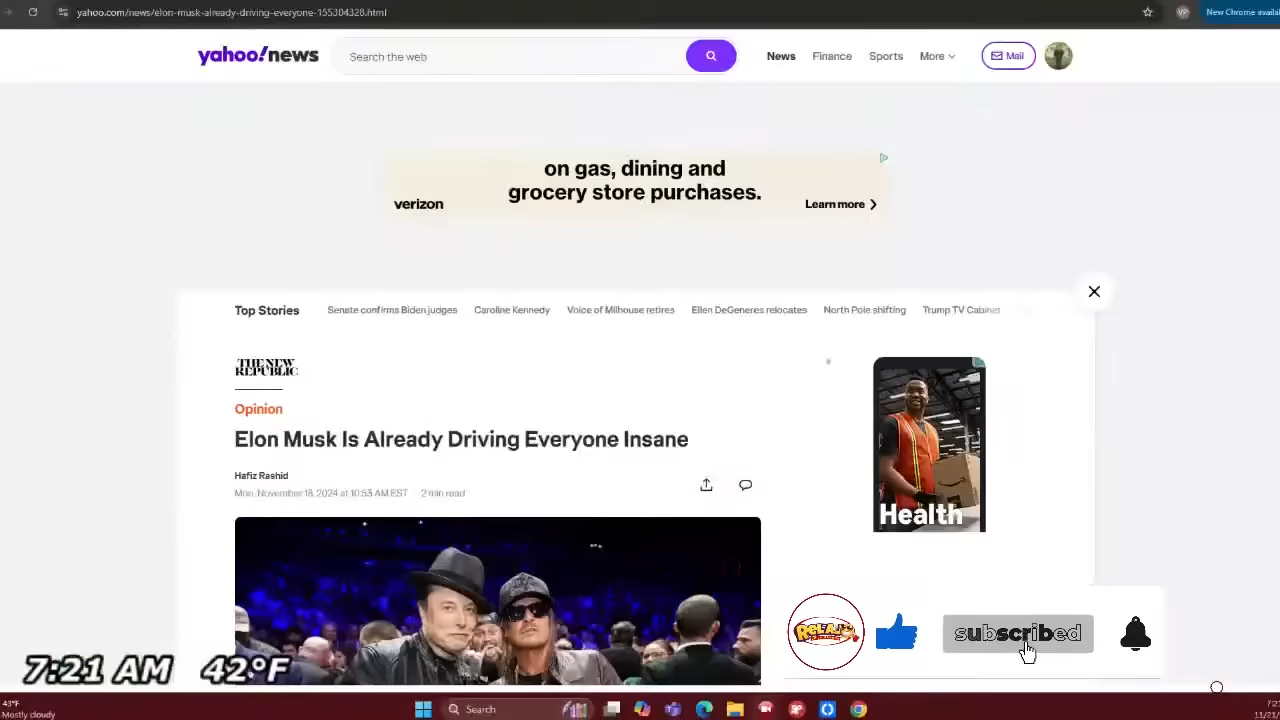 yahoo.com/news/elon-musk-already-driving-everyone-155304328.html
New Chrome availa
yahoo!news
Search the web
News Finance Sports More Mail
on gas, dining and
grocery store purchases.
verizon
Learn more
Top Stories Senate confirms Biden judges Caroline Kennedy Voice of Milhouse retires Ellen DeGeneres relocates North Pole shifting Trump TV Cabinet
THE NEW
REPUBLIC
Opinion
Elon Musk Is Already Driving Everyone Insane
Hafiz Rashid
Mon, November 18, 2024 at 10:53 AM EST 2 min read
Health
subscribed
7:21 AM 42°F
43°F
Mostly cloudy
Search